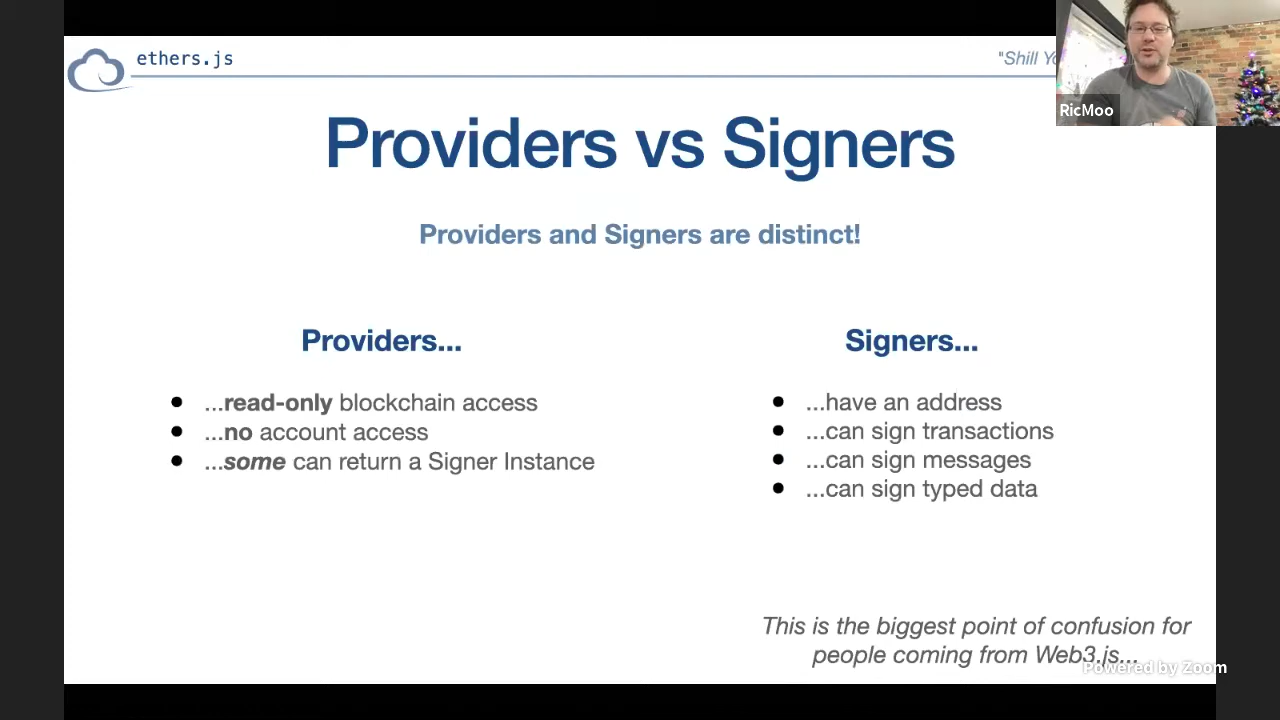 ethers.js
"Shill Yo
RicMoo
Providers vs Signers
Providers and Signers are distinct!
Providers...
...read-only blockchain access
...no account access
...some can return a Signer Instance
Signers...
...have an address
...can sign transactions
...can sign messages
...can sign typed data
This is the biggest point of confusion for
people coming from Web3.js...
Powered by Zoom